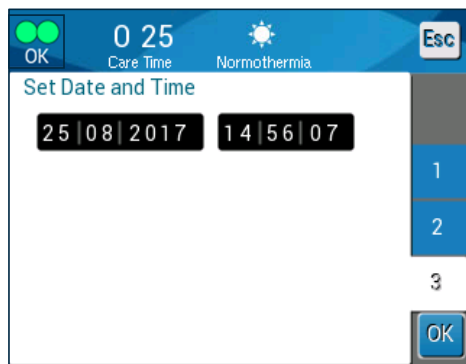 OK
0 25
Care Time
Normothermia
Esc
Set Date and Time
25|08|2017
14|56|07
1
2
3
OK